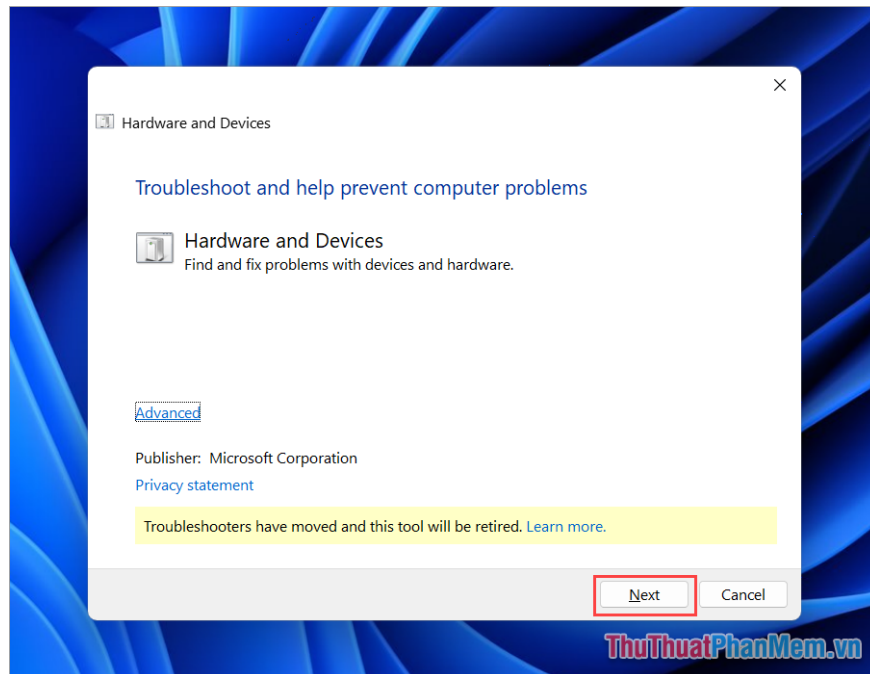 Hardware and Devices
Troubleshoot and help prevent computer problems
Hardware and Devices
Find and fix problems with devices and hardware.
Advanced
Publisher: Microsoft Corporation
Privacy statement
Troubleshooters have moved and this tool will be retired. Learn more.
Next Cancel
ThuThuatPhanMem.vn